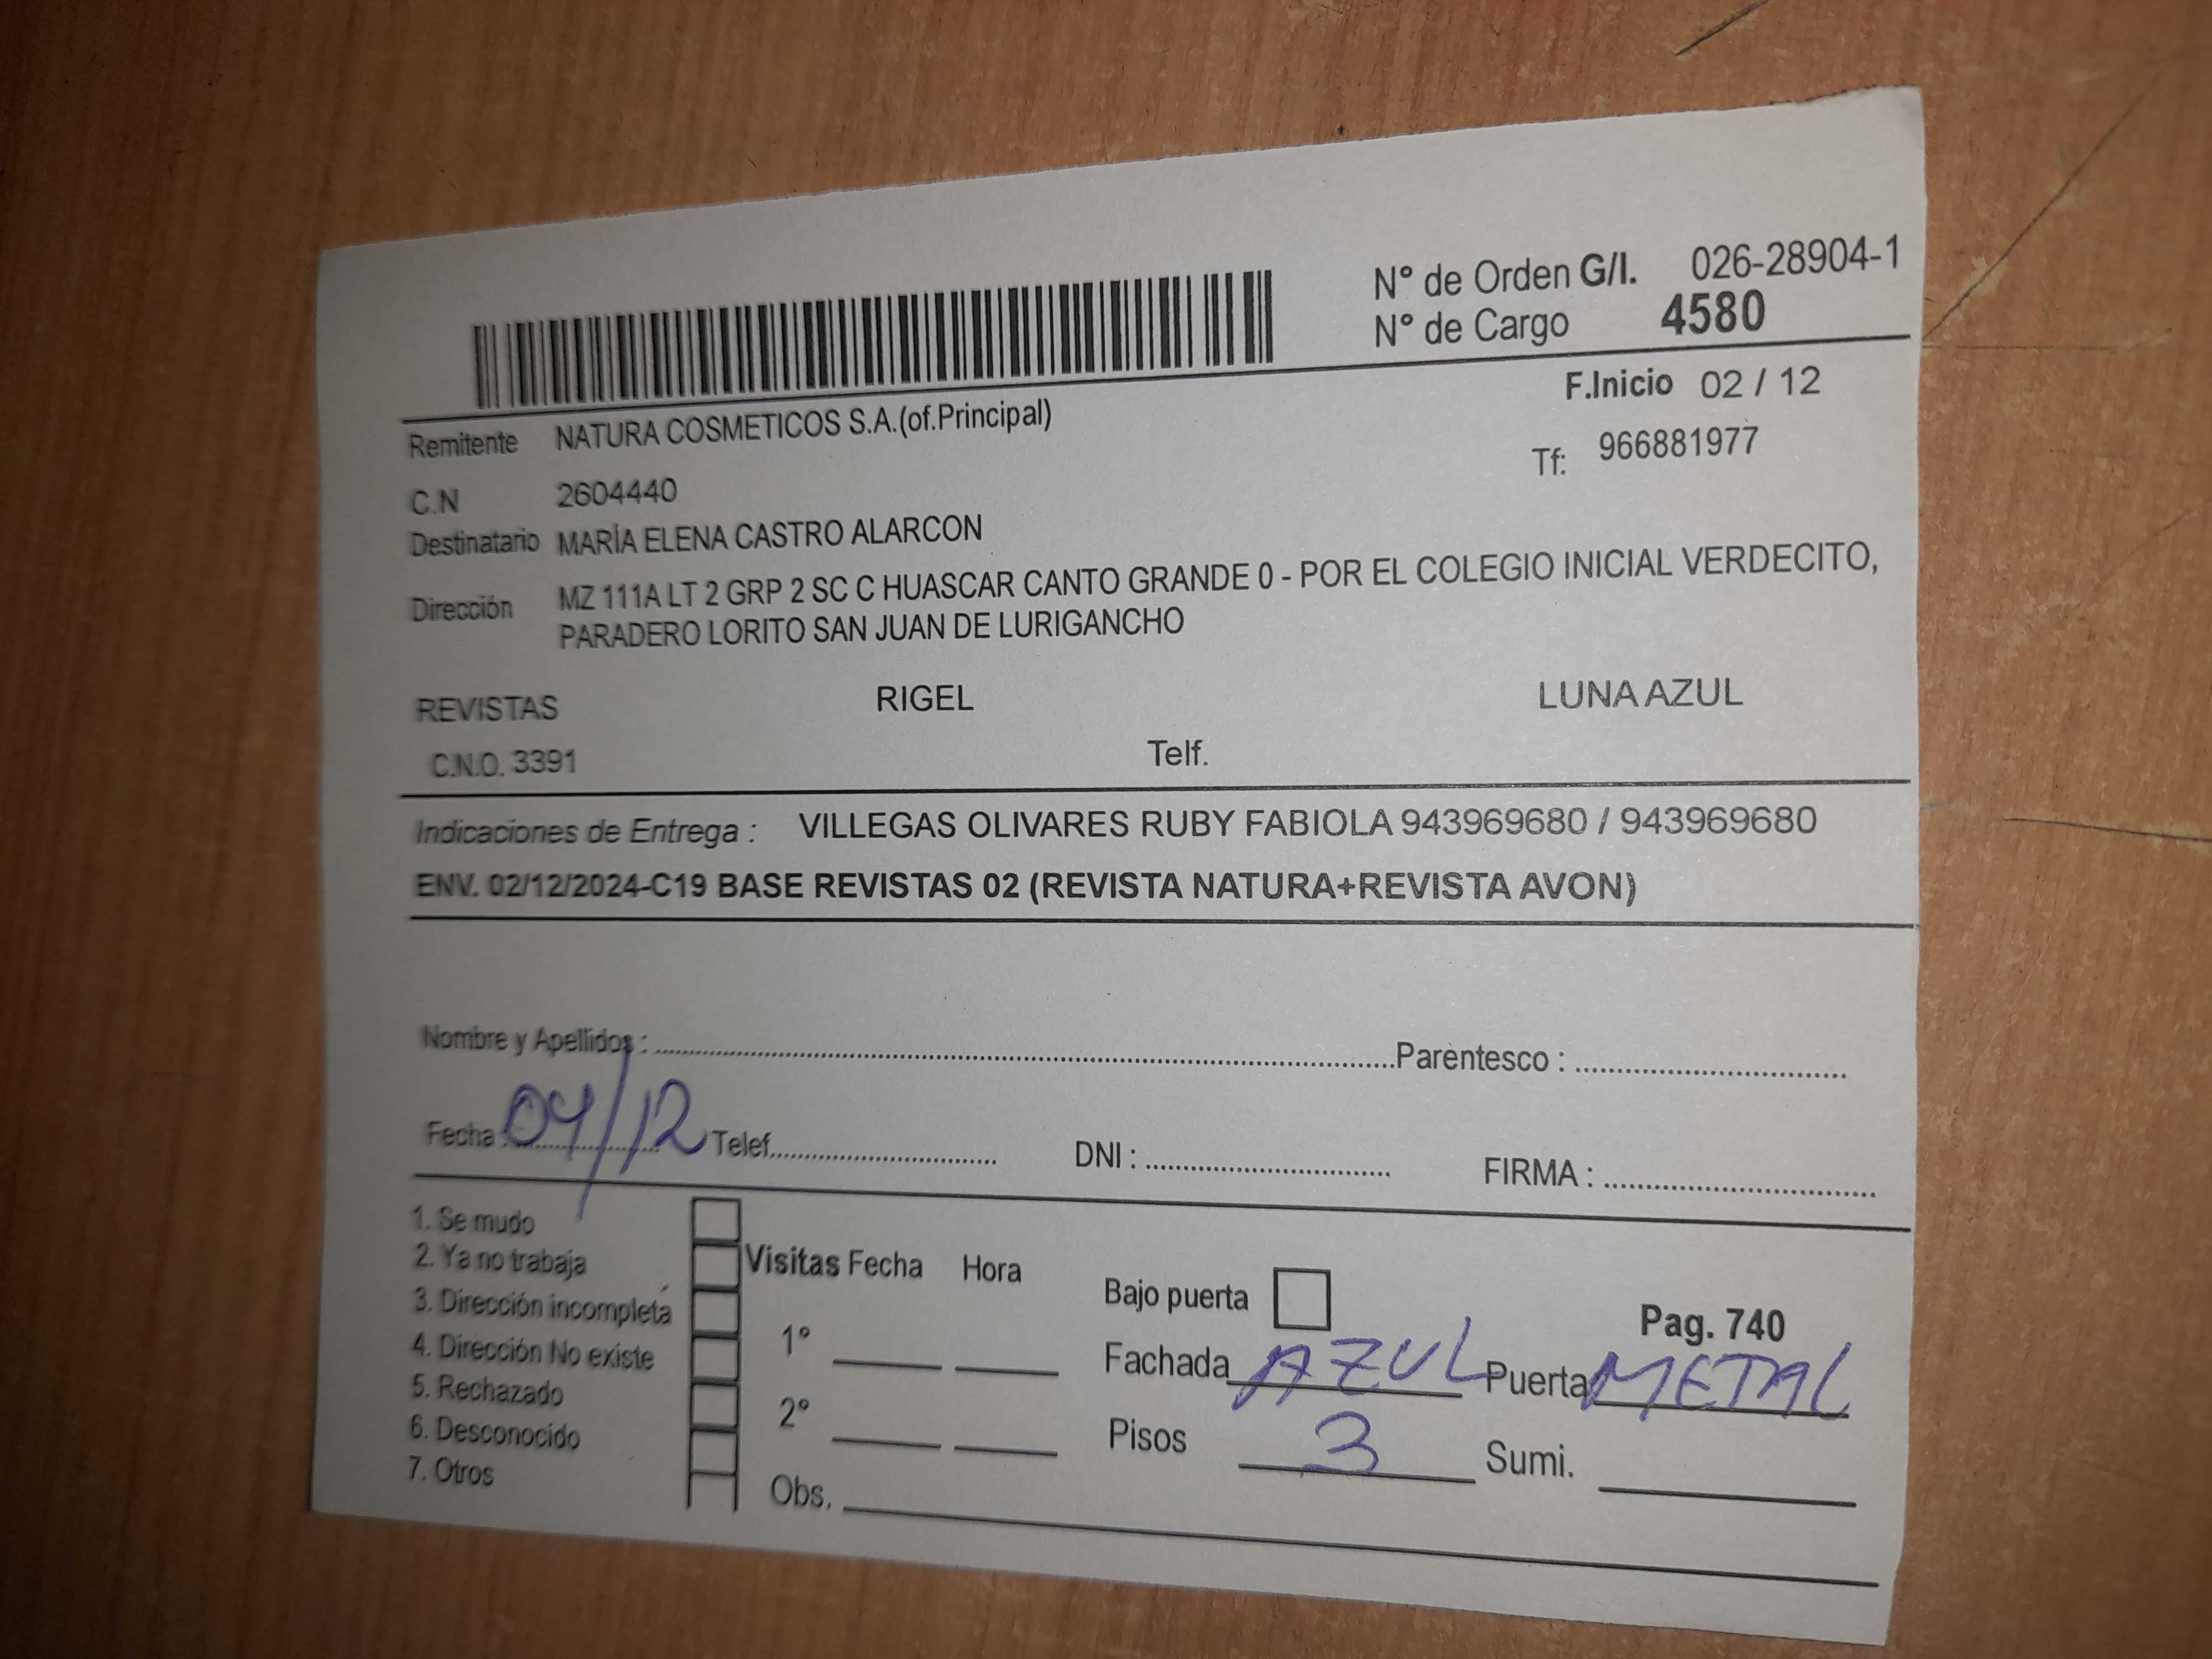 N° de Orden G/I. 026-28904-1
N° de Cargo 4580
F.Inicio 02 / 12
Remitente NATURA COSMETICOS S.A.(of.Principal)
Tf: 966881977
C.N 2604440
Destinatario MARÍA ELENA CASTRO ALARCON
Dirección MZ 111A LT 2 GRP 2 SC C HUASCAR CANTO GRANDE 0 - POR EL COLEGIO INICIAL VERDECITO,
PARADERO LORITO SAN JUAN DE LURIGANCHO
REVISTAS RIGEL LUNA AZUL
C.N.O. 3391 Telf.
Indicaciones de Entrega : VILLEGAS OLIVARES RUBY FABIOLA 943969680 / 943969680
ENV. 02/12/2024-C19 BASE REVISTAS 02 (REVISTA NATURA+REVISTA AVON)
Nombre y Apellidos : Parentesco :
Fecha : 04/12 Telef. DNI : FIRMA :
1. Se mudo
2. Ya no trabaja
3. Dirección incompleta
4. Dirección No existe
5. Rechazado
6. Desconocido
7. Otros
Visitas Fecha Hora
1°
2°
Obs.
Bajo puerta
Pag. 740
Fachada AZUL Puerta METAL
Pisos 3 Sumi.